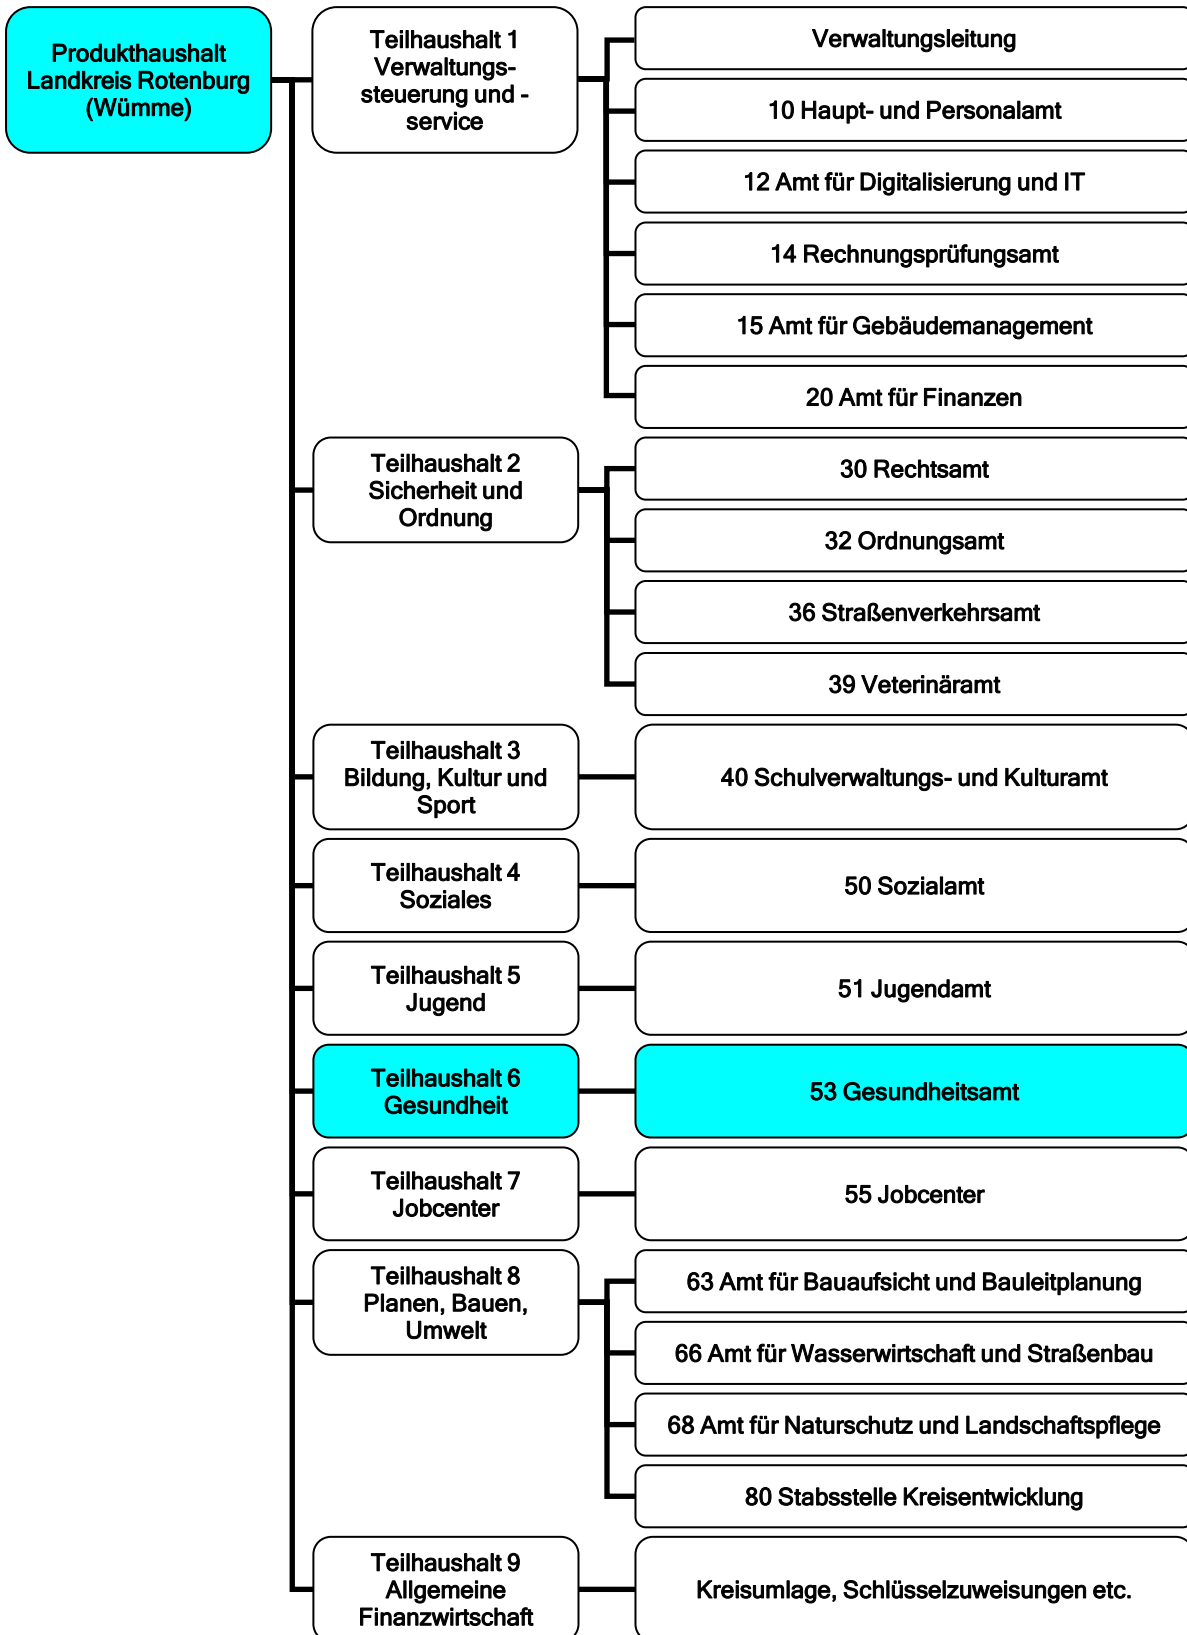 Produkthaushalt
Landkreis Rotenburg
(Wümme)
Teilhaushalt 1
Verwaltungs-
steuerung und -
service
Verwaltungsleitung
10 Haupt- und Personalamt
12 Amt für Digitalisierung und IT
14 Rechnungsprüfungsamt
15 Amt für Gebäudemanagement
20 Amt für Finanzen
Teilhaushalt 2
Sicherheit und
Ordnung
30 Rechtsamt
32 Ordnungsamt
36 Straßenverkehrsamt
39 Veterinäramt
Teilhaushalt 3
Bildung, Kultur und
Sport
40 Schulverwaltungs- und Kulturamt
Teilhaushalt 4
Soziales
50 Sozialamt
Teilhaushalt 5
Jugend
51 Jugendamt
Teilhaushalt 6
Gesundheit
53 Gesundheitsamt
Teilhaushalt 7
Jobcenter
55 Jobcenter
Teilhaushalt 8
Planen, Bauen,
Umwelt
63 Amt für Bauaufsicht und Bauleitplanung
66 Amt für Wasserwirtschaft und Straßenbau
68 Amt für Naturschutz und Landschaftspflege
80 Stabsstelle Kreisentwicklung
Teilhaushalt 9
Allgemeine
Finanzwirtschaft
Kreisumlage, Schlüsselzuweisungen etc.